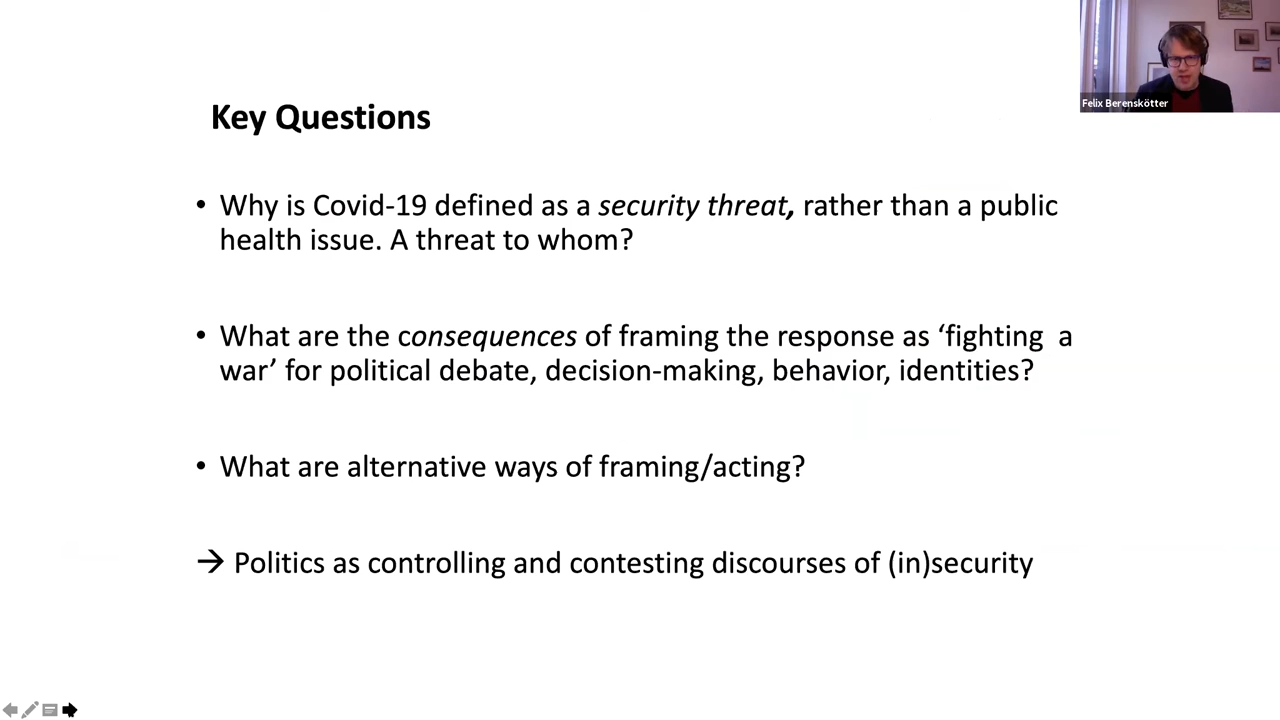 Felix Berenskötter
Key Questions
• Why is Covid-19 defined as a security threat, rather than a public
health issue. A threat to whom?
• What are the consequences of framing the response as ‘fighting  a
war’ for political debate, decision-making, behavior, identities?
• What are alternative ways of framing/acting?
→ Politics as controlling and contesting discourses of (in)security